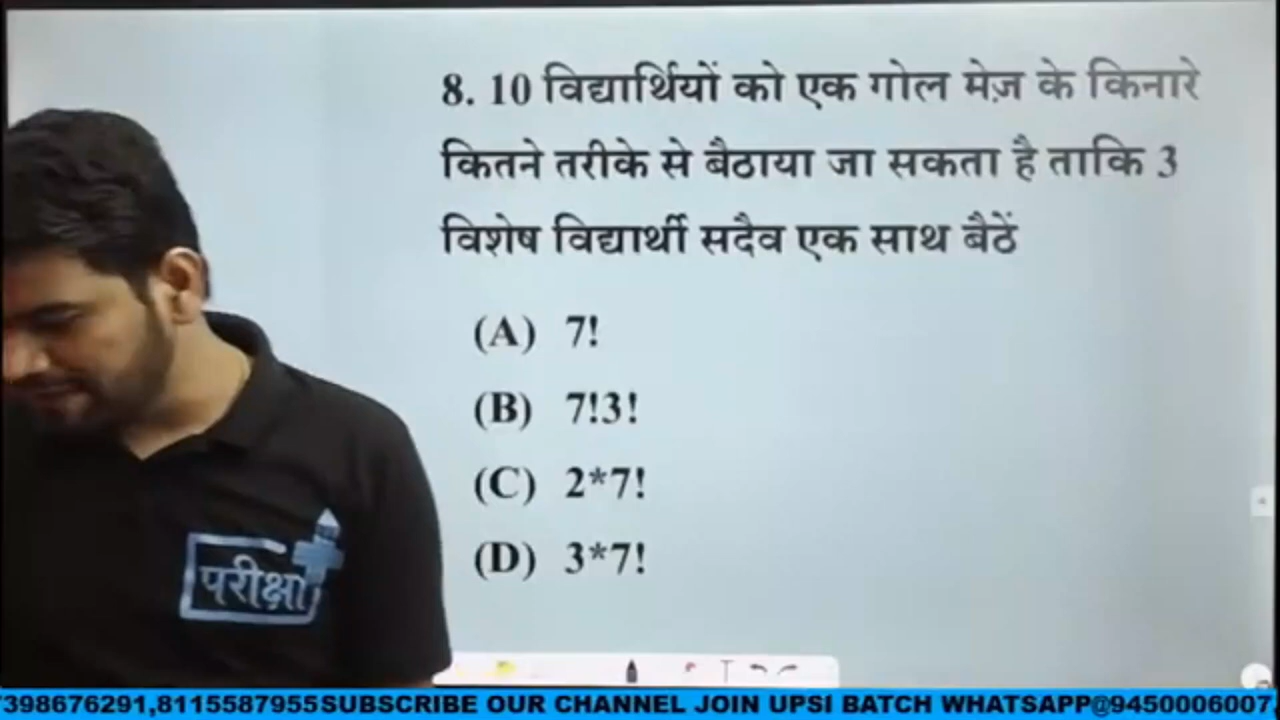 8. 10 विद्यार्थियों को एक गोल मेज़ के किनारे
कितने तरीके से बैठाया जा सकता है ताकि 3
विशेष विद्यार्थी सदैव एक साथ बैठें
(A) 7!
(B) 7!3!
(C) 2*7!
(D) 3*7!
परीक्षा
7398676291,8115587955SUBSCRIBE OUR CHANNEL JOIN UPSI BATCH WHATSAPP@9450006007,